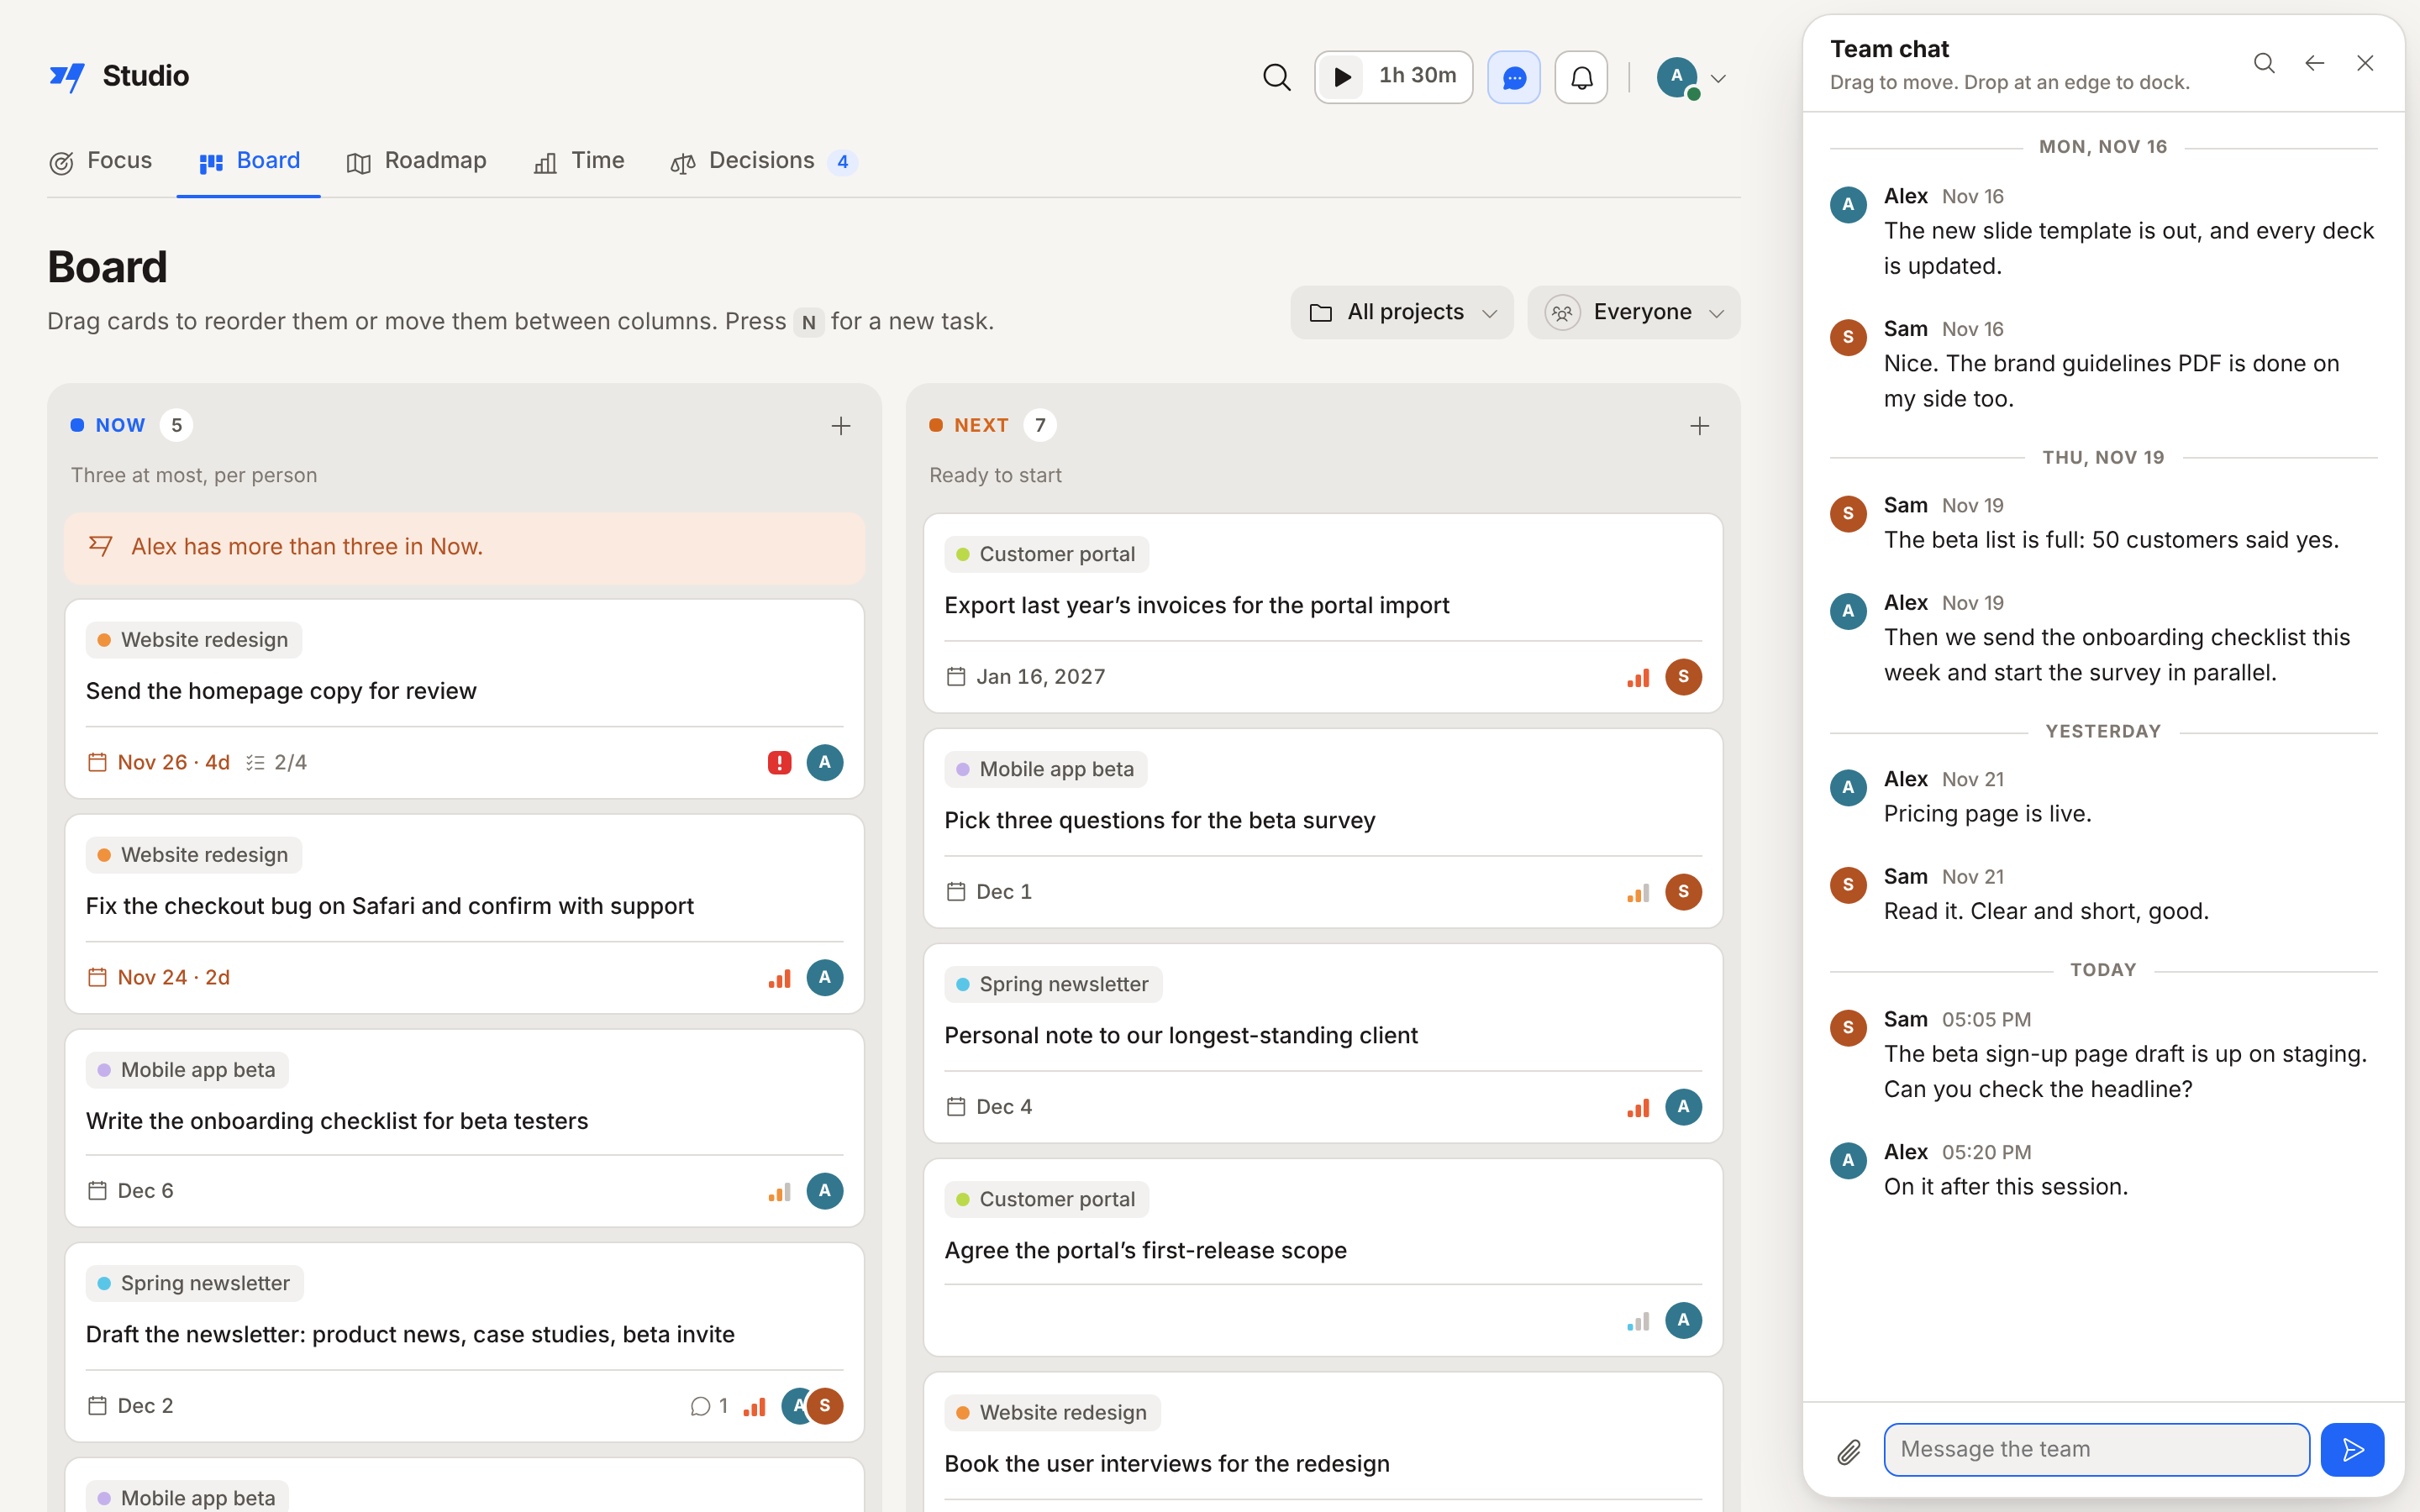 Studio
1h 30m
A
Focus
Board
Roadmap
Time
Decisions 4
Board
Drag cards to reorder them or move them between columns. Press N for a new task.
All projects
Everyone
NOW 5
Three at most, per person
Alex has more than three in Now.
Website redesign
Send the homepage copy for review
Nov 26 · 4d 2/4 A
Website redesign
Fix the checkout bug on Safari and confirm with support
Nov 24 · 2d A
Mobile app beta
Write the onboarding checklist for beta testers
Dec 6 A
Spring newsletter
Draft the newsletter: product news, case studies, beta invite
Dec 2 1 A S
Mobile app beta
NEXT 7
Ready to start
Customer portal
Export last year’s invoices for the portal import
Jan 16, 2027 S
Mobile app beta
Pick three questions for the beta survey
Dec 1 S
Spring newsletter
Personal note to our longest-standing client
Dec 4 A
Customer portal
Agree the portal’s first-release scope
A
Website redesign
Book the user interviews for the redesign
Team chat
Drag to move. Drop at an edge to dock.
MON, NOV 16
A Alex Nov 16
The new slide template is out, and every deck
is updated.
S Sam Nov 16
Nice. The brand guidelines PDF is done on
my side too.
THU, NOV 19
S Sam Nov 19
The beta list is full: 50 customers said yes.
A Alex Nov 19
Then we send the onboarding checklist this
week and start the survey in parallel.
YESTERDAY
A Alex Nov 21
Pricing page is live.
S Sam Nov 21
Read it. Clear and short, good.
TODAY
S Sam 05:05 PM
The beta sign-up page draft is up on staging.
Can you check the headline?
A Alex 05:20 PM
On it after this session.
Message the team